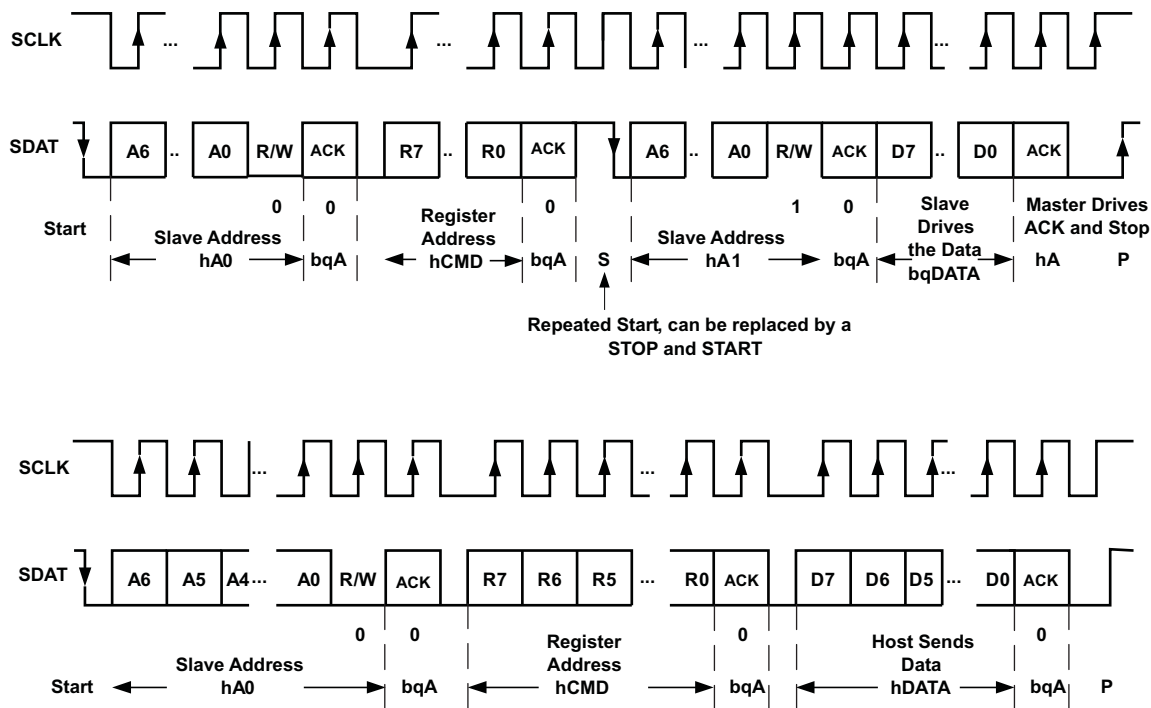 SCLK ... ... ... ...
SDAT A6 .. A0 R/W ACK R7 .. R0 ACK A6 .. A0 R/W ACK D7 .. D0 ACK
0 0 0 1 0
Start
Slave Address
hA0
bqA
Register
Address
hCMD
bqA
S
Slave Address
hA1
bqA
Slave
Drives
the Data
bqDATA
Master Drives
ACK and Stop
hA
P
Repeated Start, can be replaced by a
STOP and START
SCLK ... ... ...
SDAT A6 A5 A4 ... A0 R/W ACK R7 R6 R5 ... R0 ACK D7 D6 D5 ... D0 ACK
0 0 0 0
Start
Slave Address
hA0
bqA
Register
Address
hCMD
bqA
Host Sends
Data
hDATA
bqA
P